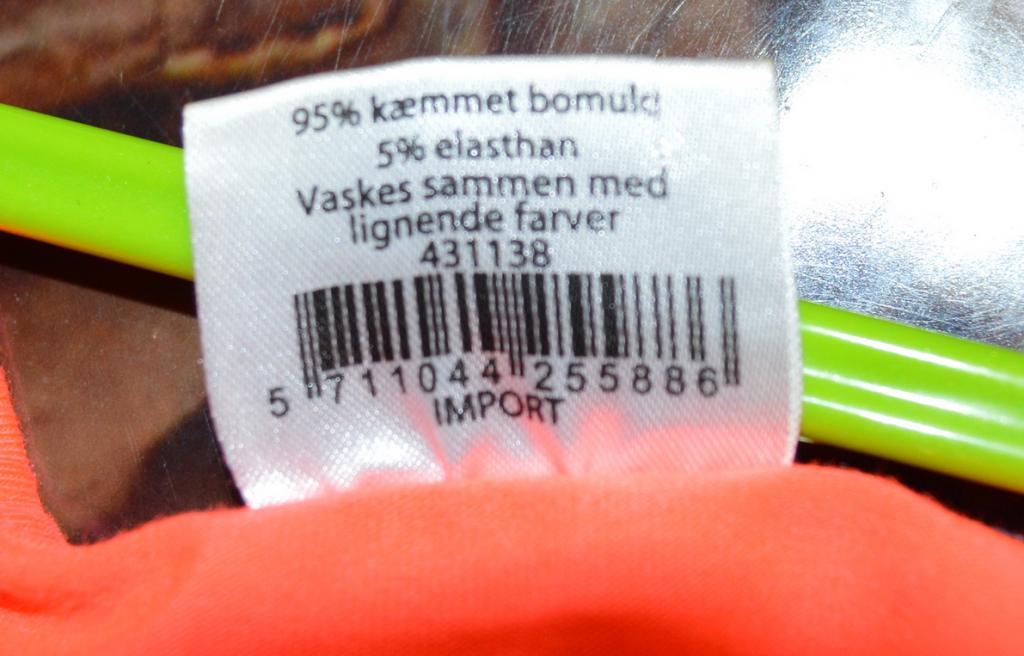 95% kæmmet bomuld
5% elasthan
Vaskes sammen med
lignende farver
431138
5 711044 255886
IMPORT